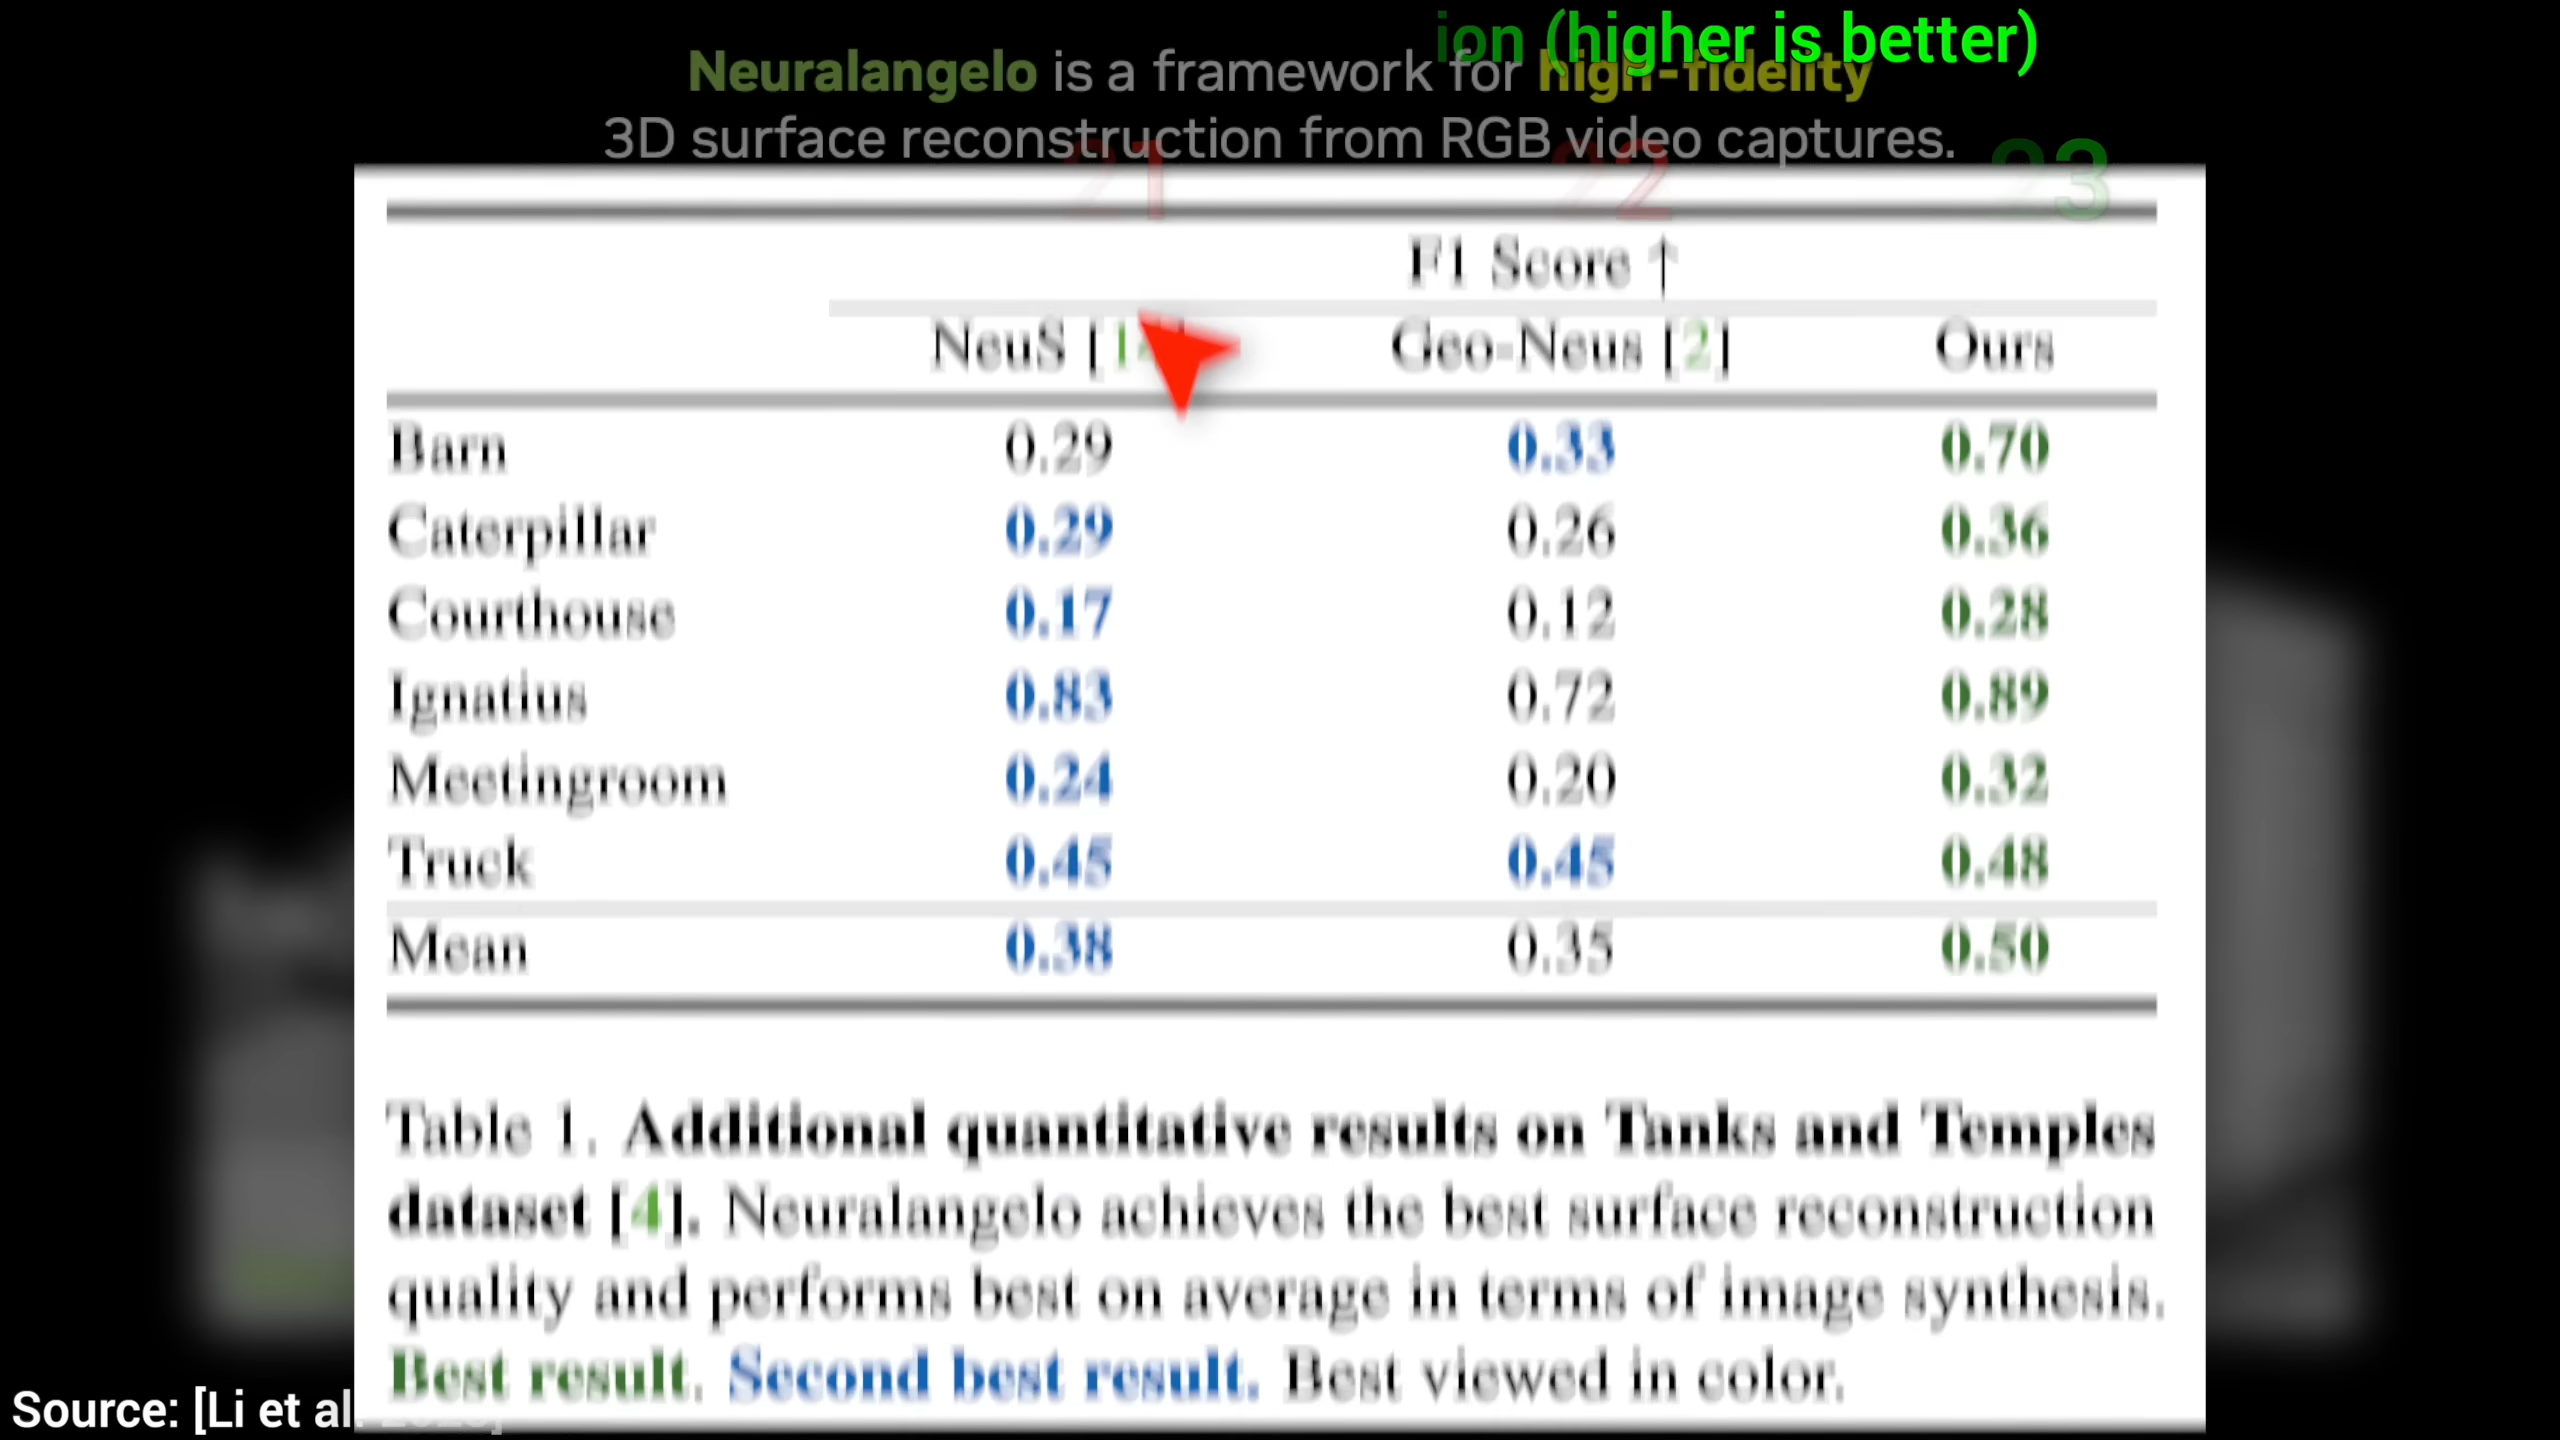 ion (higher is better)
Neuralangelo is a framework for high-fidelity
3D surface reconstruction from RGB video captures.
21 22 23
F1 Score ↑
NeuS [1 Geo-Neus [2] Ours
Barn 0.29 0.33 0.70
Caterpillar 0.29 0.26 0.36
Courthouse 0.17 0.12 0.28
Ignatius 0.83 0.72 0.89
Meetingroom 0.24 0.20 0.32
Truck 0.45 0.45 0.48
Mean 0.38 0.35 0.50
Table 1. Additional quantitative results on Tanks and Temples
dataset [4]. Neuralangelo achieves the best surface reconstruction
quality and performs best on average in terms of image synthesis.
Best result. Second best result. Best viewed in color.
Source: [Li et al.